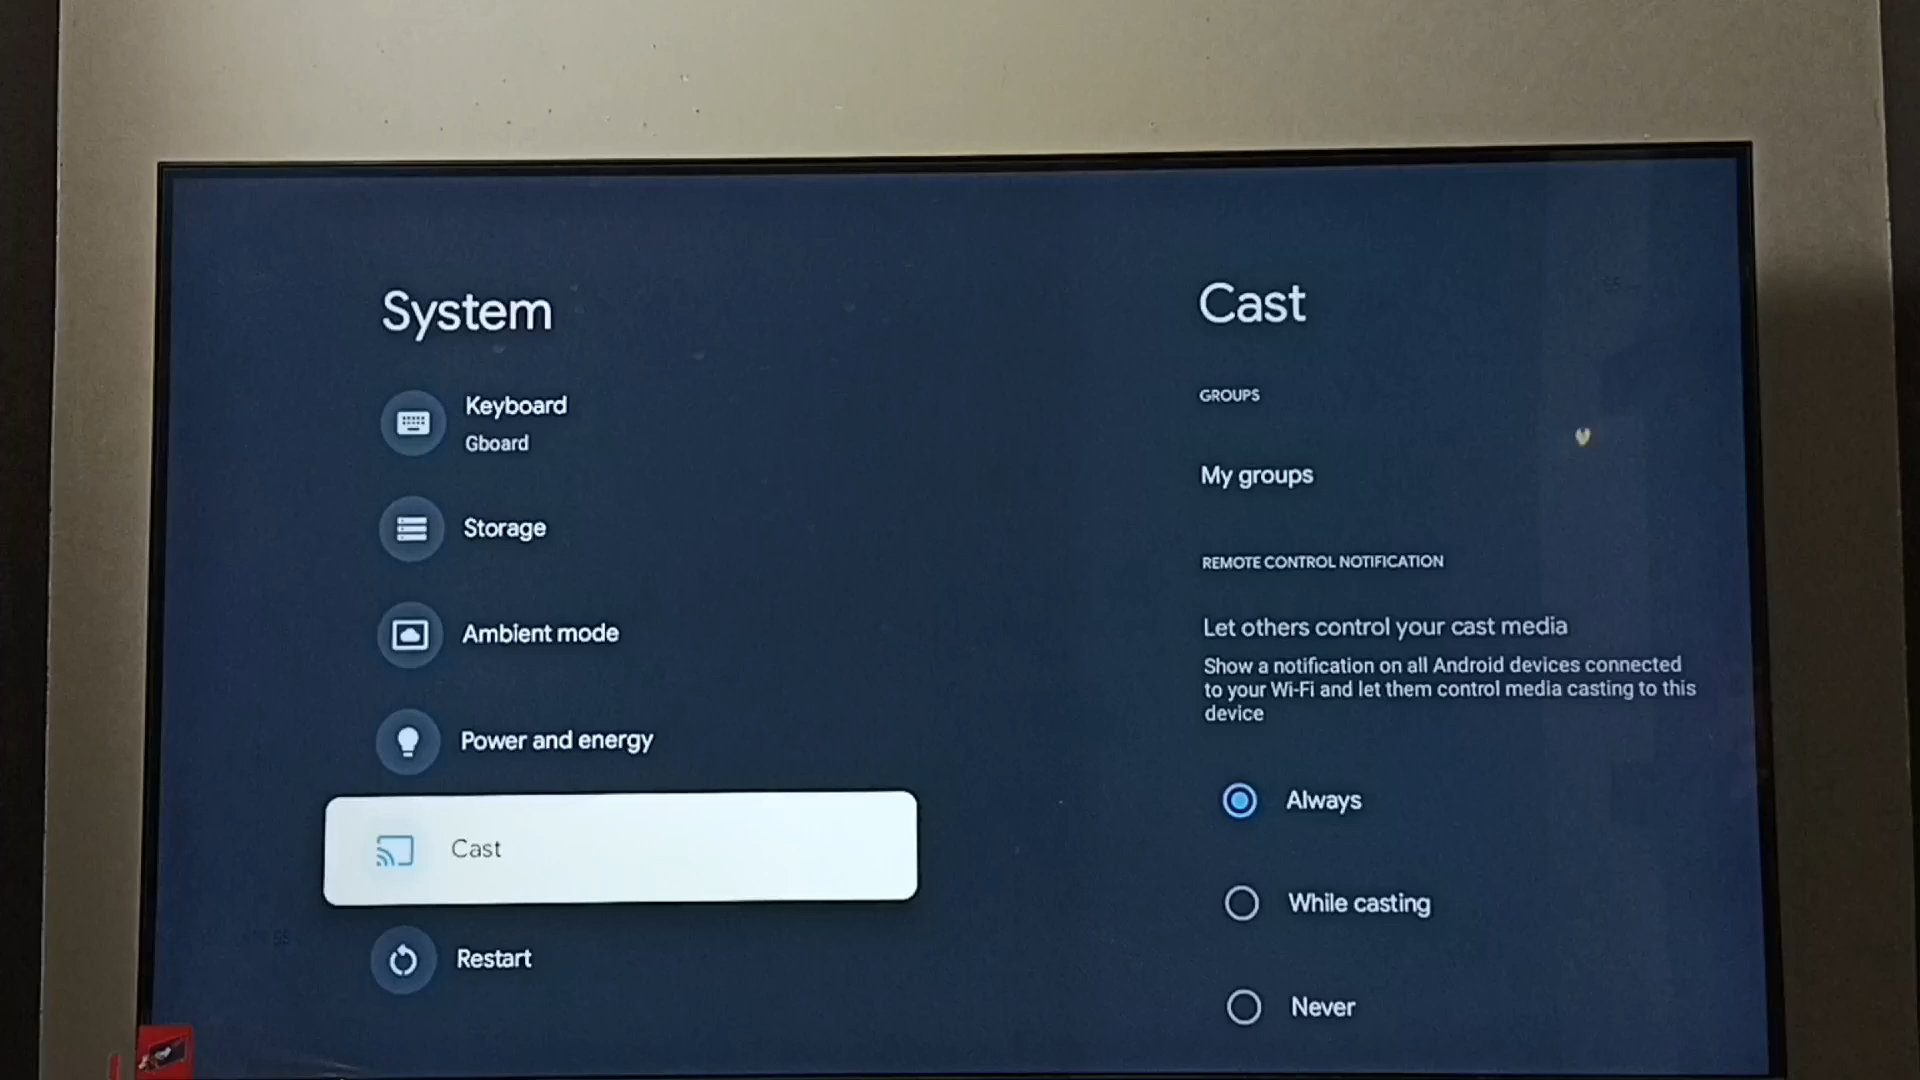 System
Keyboard
Gboard
Storage
Ambient mode
Power and energy
Cast
Restart
Cast
GROUPS
My groups
REMOTE CONTROL NOTIFICATION
Let others control your cast media
Show a notification on all Android devices connected
to your Wi-Fi and let them control media casting to this
device
Always
While casting
Never